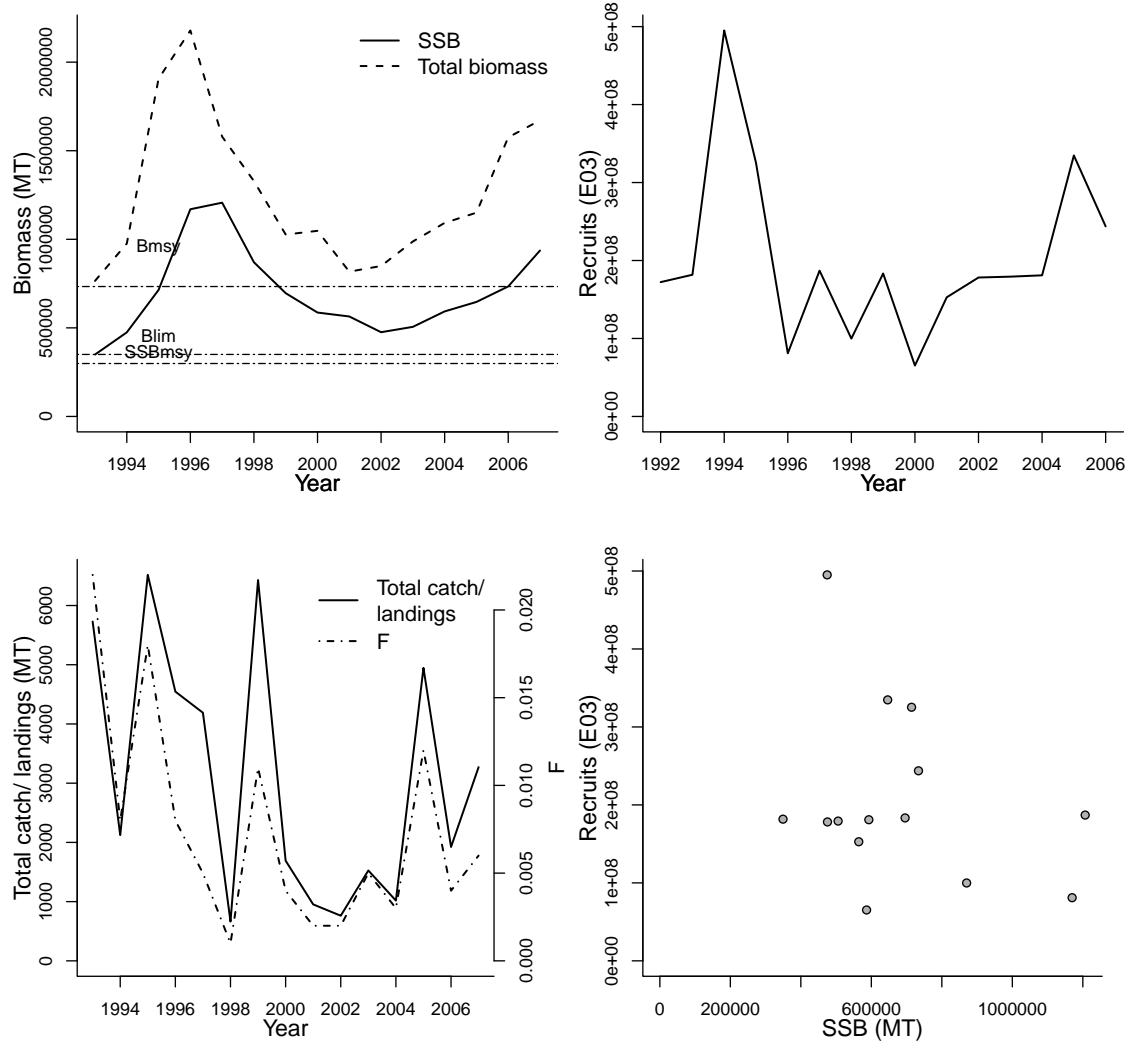 SSB
Total biomass
Biomass (MT)
2000000
1500000
1000000
500000
0
Bmsy
Blim
SSBmsy
1994 1996 1998 2000 2002 2004 2006
Year
Recruits (E03)
5e+08
4e+08
3e+08
2e+08
1e+08
0e+00
1992 1994 1996 1998 2000 2002 2004 2006
Year
Total catch/
landings
F
Total catch/ landings (MT)
6000
5000
4000
3000
2000
1000
0
0.020
0.015
0.010
0.005
0.000
F
1994 1996 1998 2000 2002 2004 2006
Year
Recruits (E03)
5e+08
4e+08
3e+08
2e+08
1e+08
0e+00
0 200000 600000 1000000
SSB (MT)